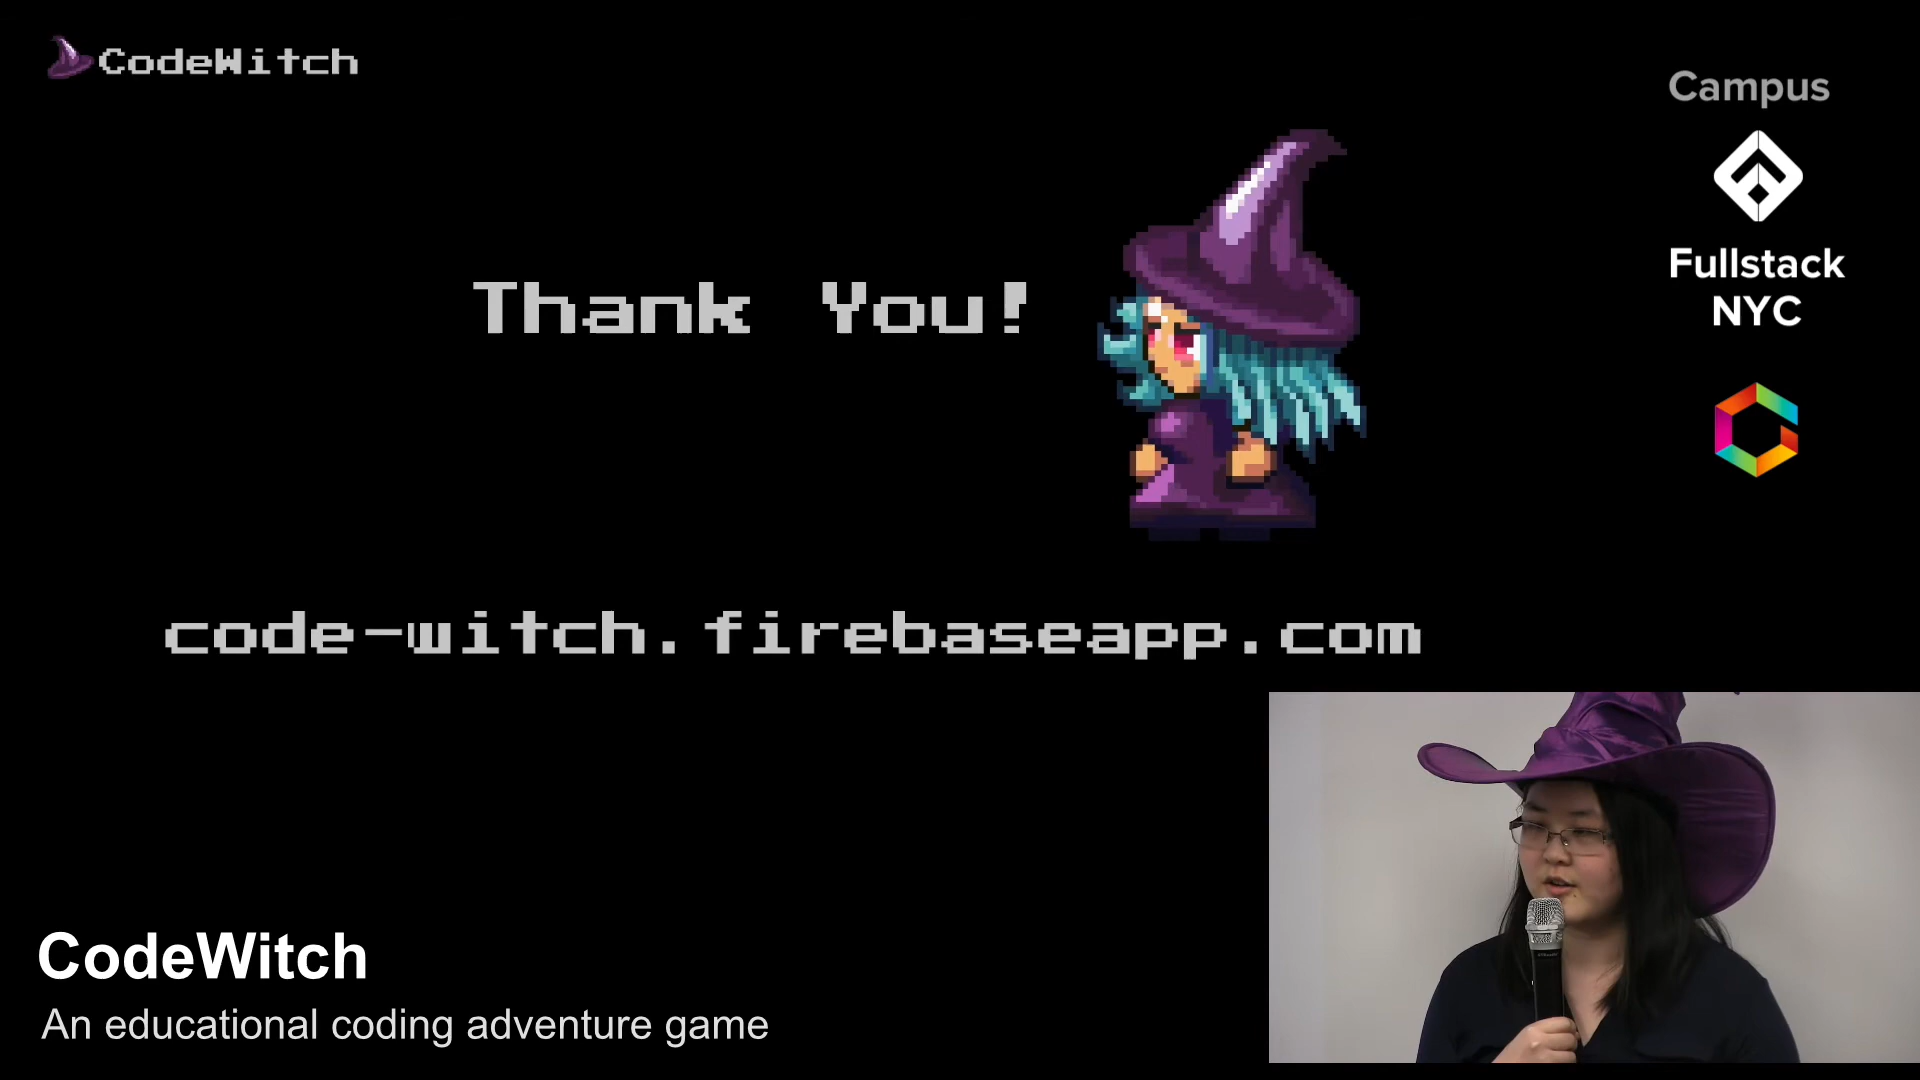 CodeWitch
Campus
Fullstack
NYC
Thank You!
code-witch.firebaseapp.com
CodeWitch
An educational coding adventure game